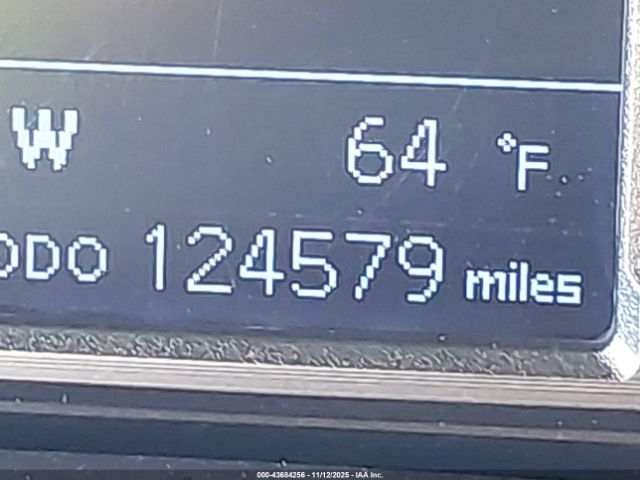 W 64 °F
ODO 124579 miles
000-43684256 - 11/12/2025 - IAA Inc.